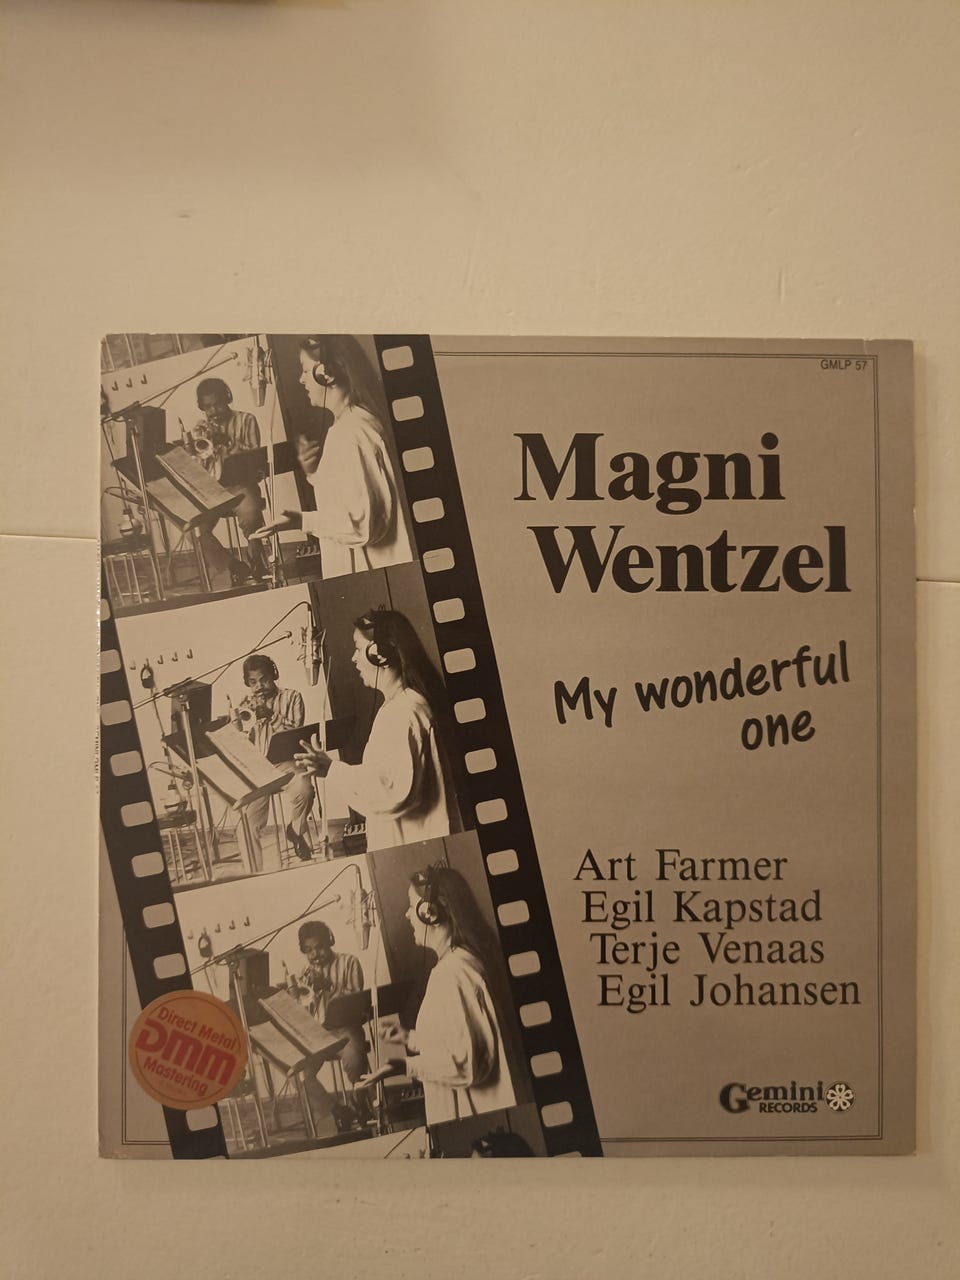 GMLP 57
Magni
Wentzel
My wonderful
one
Art Farmer
Egil Kapstad
Terje Venaas
Egil Johansen
Direct Metal
DMM
Mastering
Gemini
RECORDS